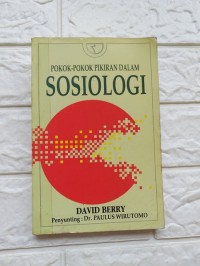 POKOK-POKOK PIKIRAN DALAM
SOSIOLOGI
DAVID BERRY
Penyunting : Dr. PAULUS WIRUTOMO